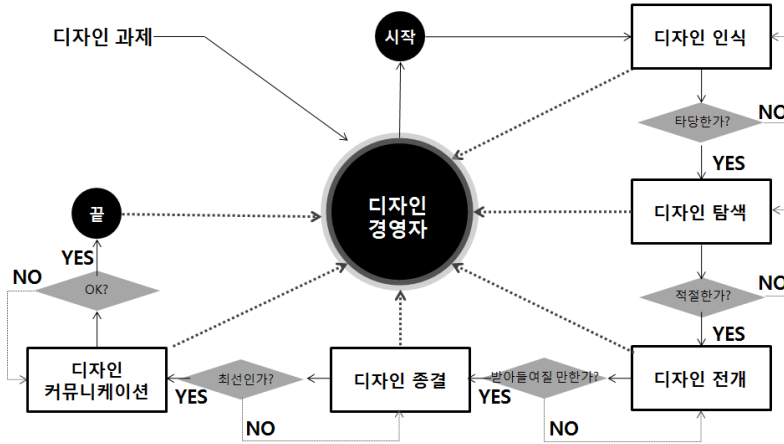 디자인 과제
시작
디자인 인식
타당한가?
NO
YES
디자인
경영자
디자인 탐색
끝
YES
NO
OK?
적절한가?
NO
YES
디자인
커뮤니케이션
최선인가?
YES
NO
디자인 종결
받아들여질 만한가?
YES
NO
디자인 전개